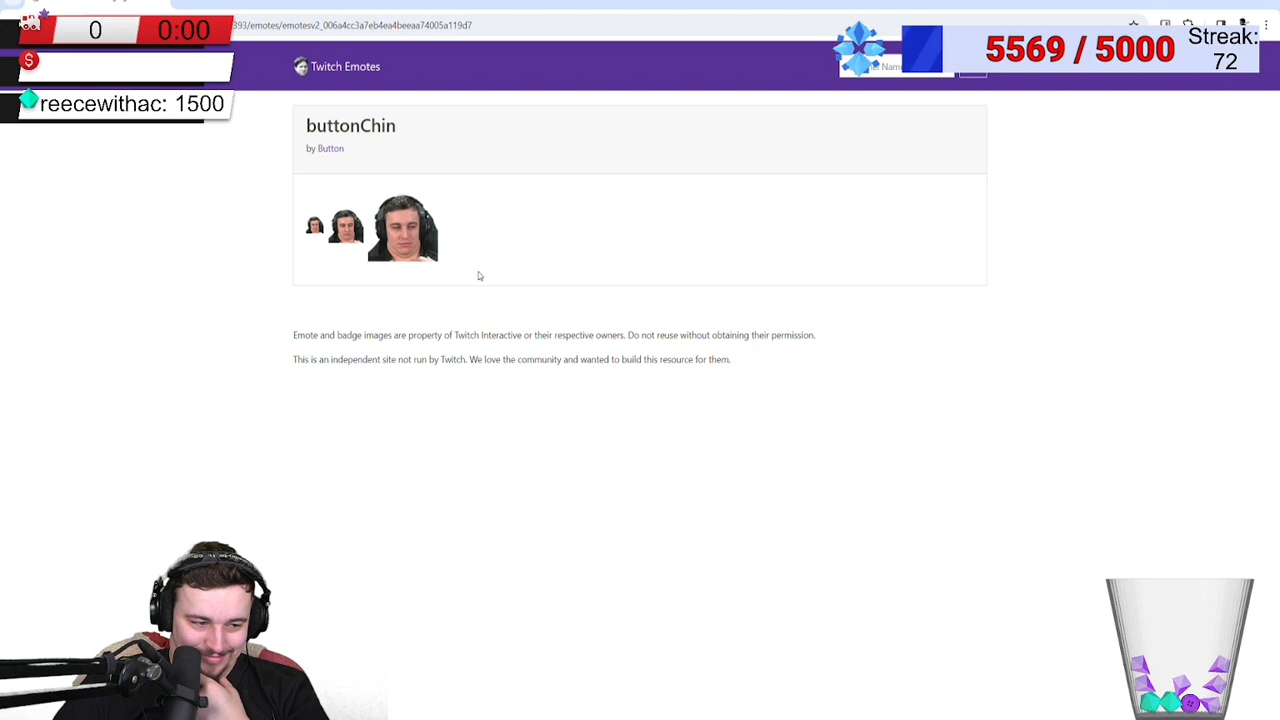 393/emotes/emotesv2_006a4cc3a7eb4ea4beeaa74005a119d7
0
0:00
$
reecewithac: 1500
Twitch Emotes
5569 / 5000
Streak:
72
buttonChin
by Button
Emote and badge images are property of Twitch Interactive or their respective owners. Do not reuse without obtaining their permission.
This is an independent site not run by Twitch. We love the community and wanted to build this resource for them.